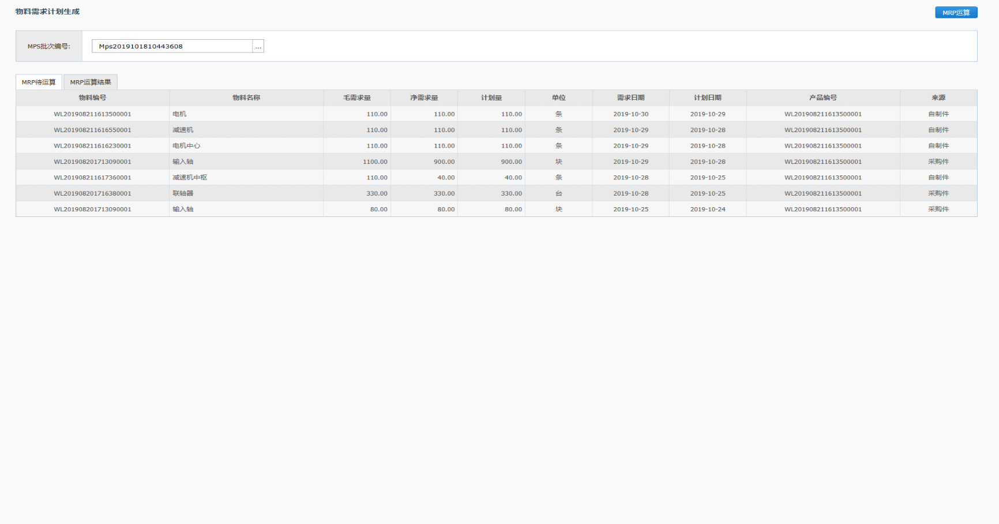 物料需求计划生成
MRP运算
MPS批次编号: Mps2019101810443608 ...
MRP待运算 MRP运算结果
物料编号 物料名称 毛需求量 净需求量 计划量 单位 需求日期 计划日期 产品编号 来源
WL201908211613500001 电机 110.00 110.00 110.00 条 2019-10-30 2019-10-29 WL201908211613500001 自制件
WL201908211616550001 减速机 110.00 110.00 110.00 条 2019-10-29 2019-10-28 WL201908211613500001 自制件
WL201908211616230001 电机中心 110.00 110.00 110.00 条 2019-10-29 2019-10-28 WL201908211613500001 自制件
WL201908201713090001 输入轴 1100.00 900.00 900.00 块 2019-10-29 2019-10-28 WL201908211613500001 采购件
WL201908211617360001 减速机中枢 110.00 40.00 40.00 条 2019-10-28 2019-10-25 WL201908211613500001 自制件
WL201908201716380001 联轴器 330.00 330.00 330.00 台 2019-10-28 2019-10-25 WL201908211613500001 采购件
WL201908201713090001 输入轴 80.00 80.00 80.00 块 2019-10-25 2019-10-24 WL201908211613500001 采购件